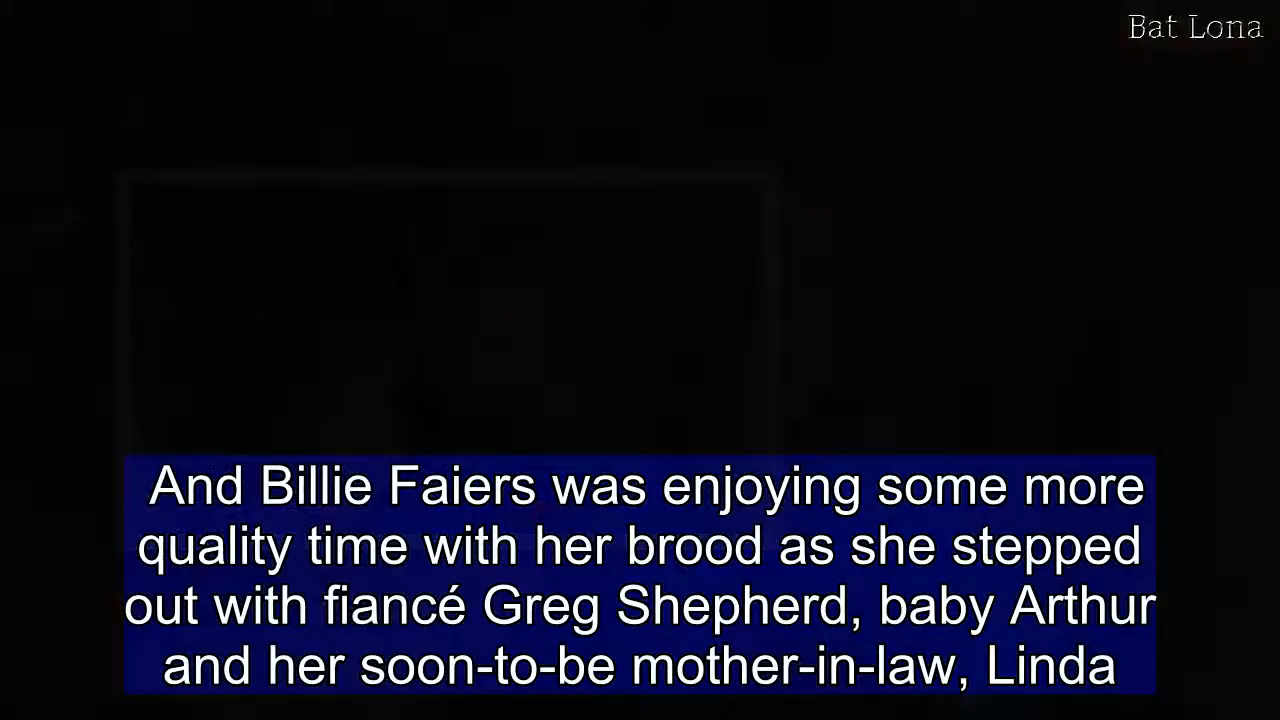 Bat Lona
And Billie Faiers was enjoying some more
quality time with her brood as she stepped
out with fiancé Greg Shepherd, baby Arthur
and her soon-to-be mother-in-law, Linda